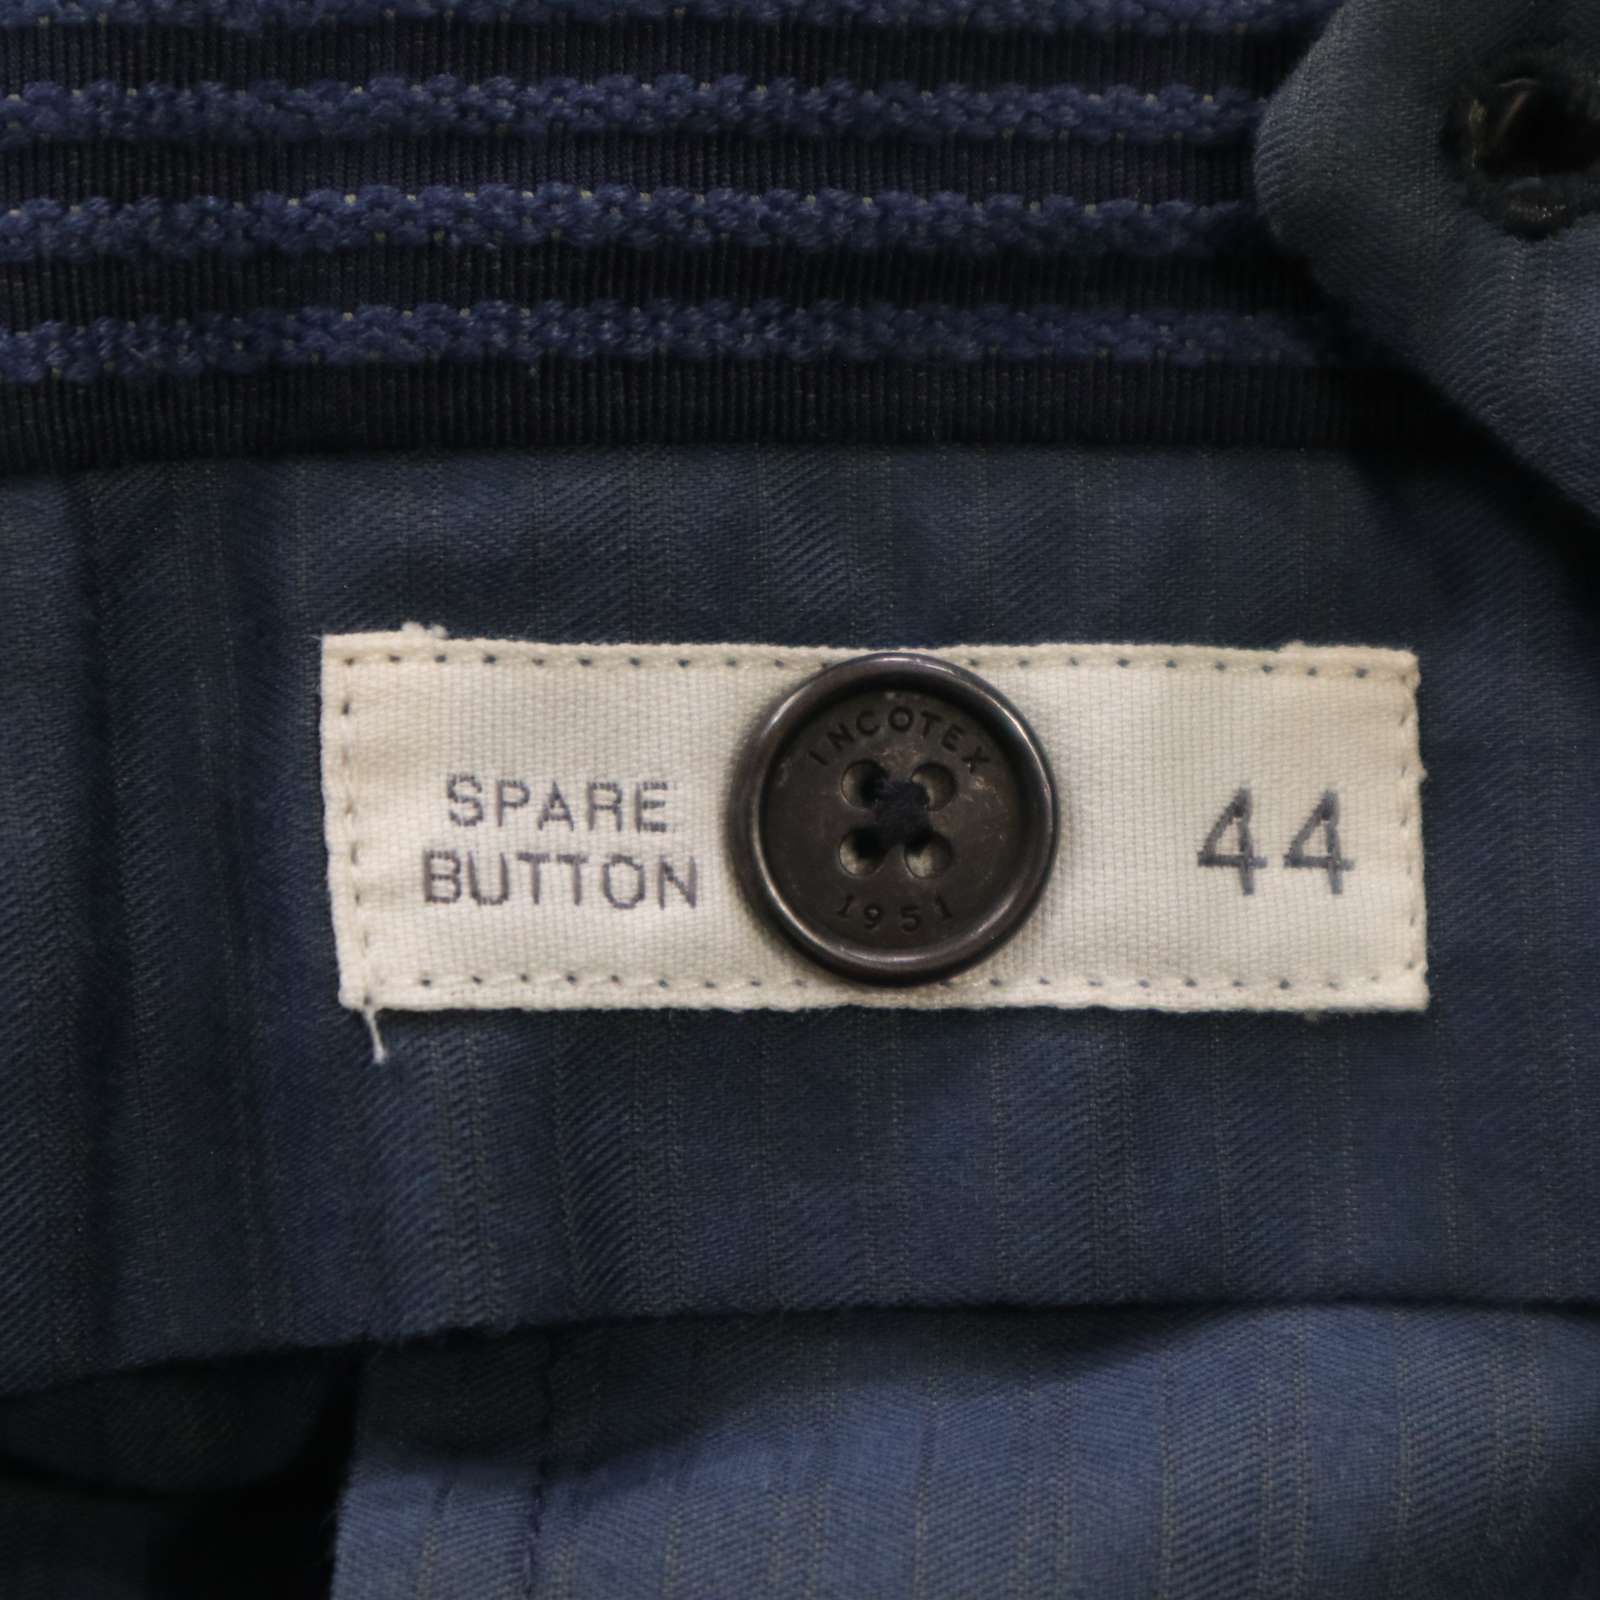 SPARE
BUTTON
INCOTEX
1951
44